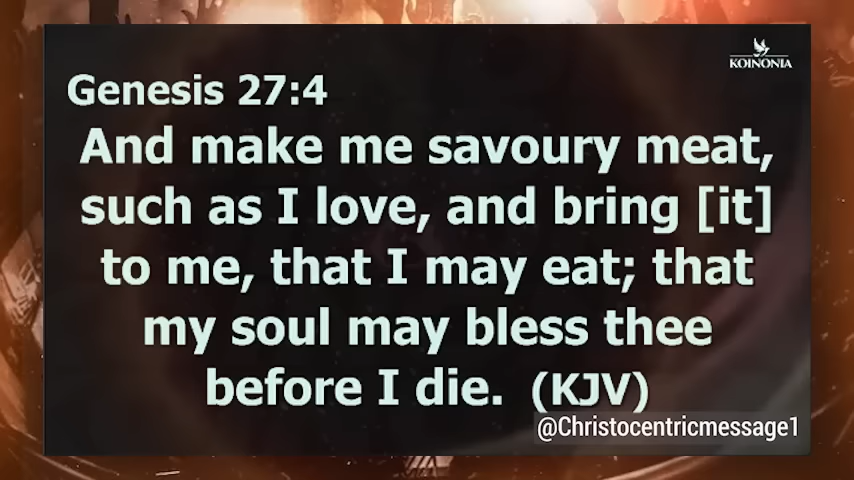 KOINONIA
Genesis 27:4
And make me savoury meat,
such as I love, and bring [it]
to me, that I may eat; that
my soul may bless thee
before I die. (KJV)
@Christocentricmessage1